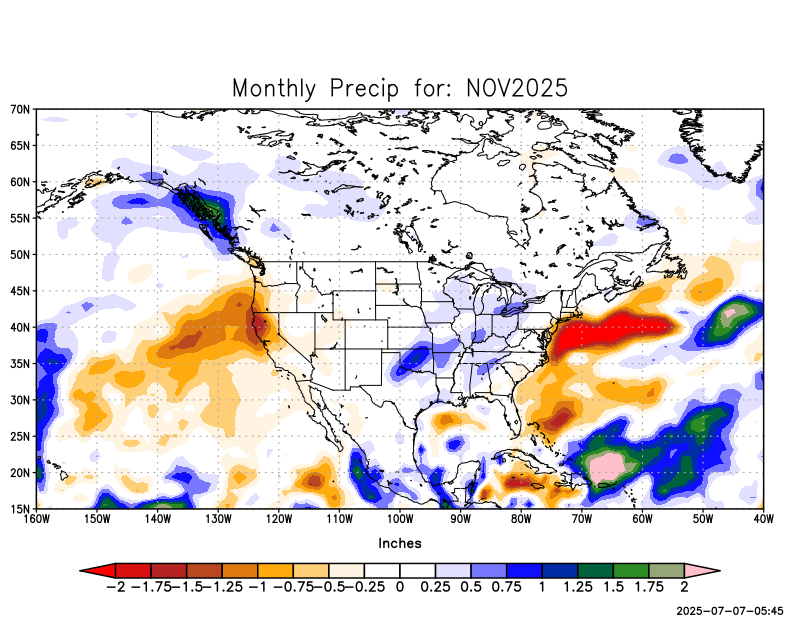 Monthly Precip for: NOV2025
70N
65N
60N
55N
50N
45N
40N
35N
30N
25N
20N
15N
160W 150W 140W 130W 120W 110W 100W 90W 80W 70W 60W 50W 40W
Inches
-2 -1.75 -1.5 -1.25 -1 -0.75 -0.5 -0.25 0 0.25 0.5 0.75 1 1.25 1.5 1.75 2
2025-07-07-05:45